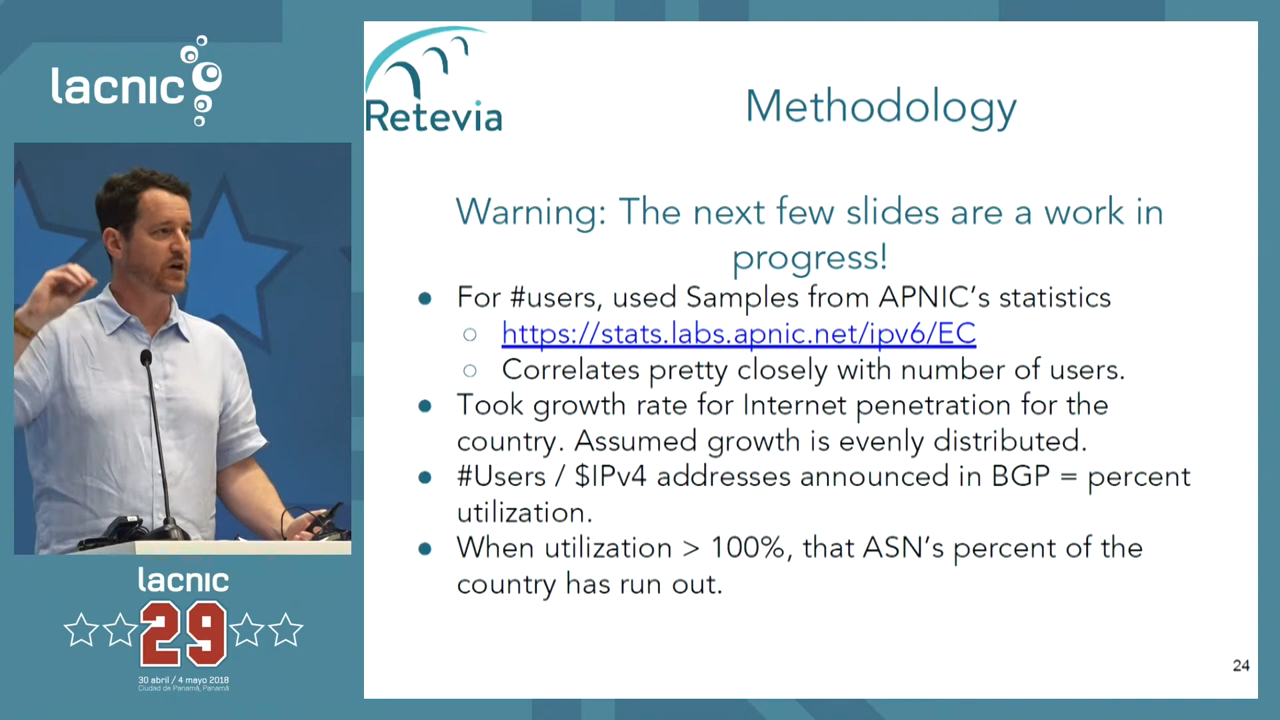 lacnic
Retevia
Methodology
Warning: The next few slides are a work in
progress!
● For #users, used Samples from APNIC's statistics
○ https://stats.labs.apnic.net/ipv6/EC
○ Correlates pretty closely with number of users.
● Took growth rate for Internet penetration for the
country. Assumed growth is evenly distributed.
● #Users / $IPv4 addresses announced in BGP = percent
utilization.
● When utilization > 100%, that ASN's percent of the
country has run out.
24
lacnic
29
30 abril / 4 mayo 2018
Ciudad de Panamá, Panamá